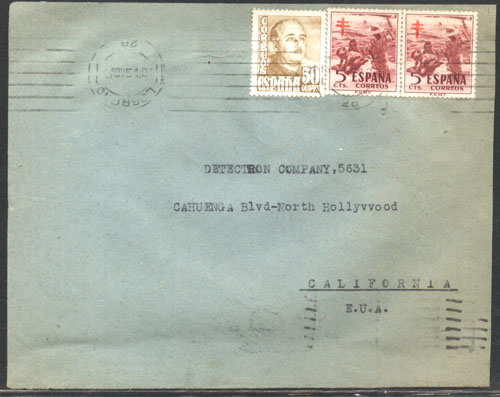 CORREOS
ESPAÑA
50
CTS.
5 ESPAÑA
CTS. CORREOS
5 ESPAÑA
CTS. CORREOS
DETECTRON COMPANY,5631
CAHUENGA Blvd-North Hollyvvood
CALIFORNIA
E.U.A.